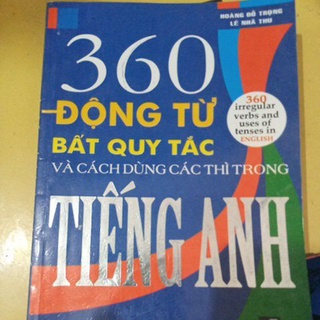 HOÀNG ĐỖ TRỌNG
LÊ NHÃ THƯ
360
ĐỘNG TỪ
BẤT QUY TẮC
360
irregular
verbs and
uses of
tenses in
ENGLISH
VÀ CÁCH DÙNG CÁC THÌ TRONG
TIẾNG ANH